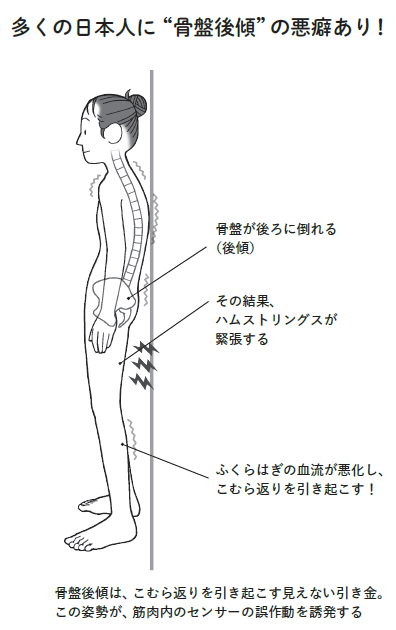 多くの日本人に“骨盤後傾”の悪癖あり！
骨盤が後ろに倒れる
（後傾）
その結果、
ハムストリングスが
緊張する
ふくらはぎの血流が悪化し、
こむら返りを引き起こす！
骨盤後傾は、こむら返りを引き起こす見えない引き金。
この姿勢が、筋肉内のセンサーの誤作動を誘発する